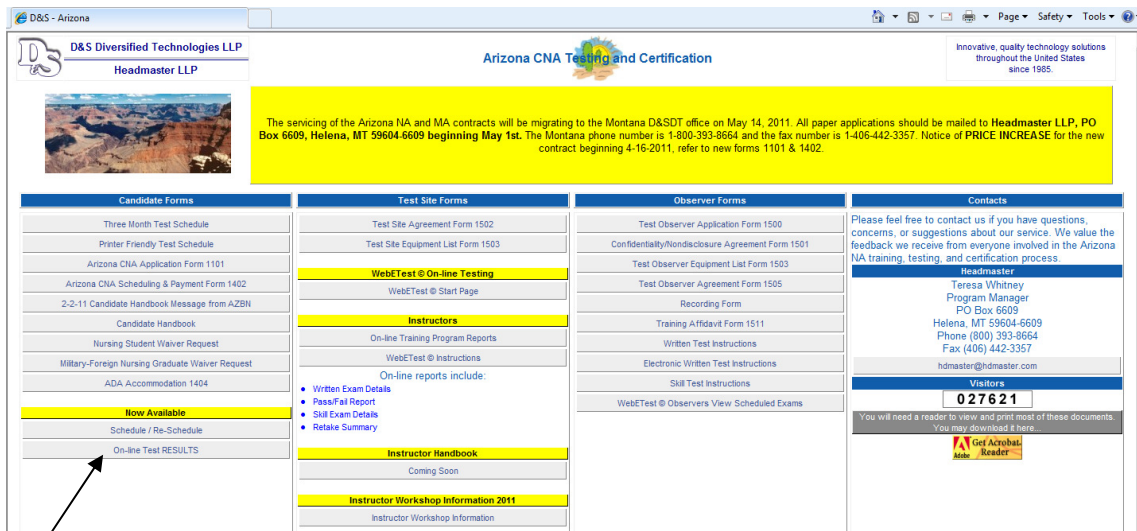 D&S - Arizona
Page
Safety
Tools
D&S Diversified Technologies LLP
Headmaster LLP
D&S
Arizona CNA Testing and Certification
Innovative, quality technology solutions
throughout the United States
since 1985.
The servicing of the Arizona NA and MA contracts will be migrating to the Montana D&SDT office on May 14, 2011. All paper applications should be mailed to Headmaster LLP, PO
Box 6609, Helena, MT 59604-6609 beginning May 1st. The Montana phone number is 1-800-393-8664 and the fax number is 1-406-442-3357. Notice of PRICE INCREASE for the new
contract beginning 4-16-2011, refer to new forms 1101 & 1402.
Candidate Forms
Three Month Test Schedule
Printer Friendly Test Schedule
Arizona CNA Application Form 1101
Arizona CNA Scheduling & Payment Form 1402
2-2-11 Candidate Handbook Message from AZBN
Candidate Handbook
Nursing Student Waiver Request
Military-Foreign Nursing Graduate Waiver Request
ADA Accommodation 1404
Now Available
Schedule / Re-Schedule
On-line Test RESULTS
Test Site Forms
Test Site Agreement Form 1502
Test Site Equipment List Form 1503
WebETest © On-line Testing
WebETest © Start Page
Instructors
On-line Training Program Reports
WebETest © Instructions
On-line reports include:
Written Exam Details
Pass/Fail Report
Skill Exam Details
Retake Summary
Instructor Handbook
Coming Soon
Instructor Workshop Information 2011
Instructor Workshop Information
Observer Forms
Test Observer Application Form 1500
Confidentiality/Nondisclosure Agreement Form 1501
Test Observer Equipment List Form 1503
Test Observer Agreement Form 1505
Recording Form
Training Affidavit Form 1511
Written Test Instructions
Electronic Written Test Instructions
Skill Test Instructions
WebETest © Observers View Scheduled Exams
Contacts
Please feel free to contact us if you have questions,
concerns, or suggestions about our service. We value the
feedback we receive from everyone involved in the Arizona
NA training, testing, and certification process.
Headmaster
Teresa Whitney
Program Manager
PO Box 6609
Helena, MT 59604-6609
Phone (800) 393-8664
Fax (406) 442-3357
hdmaster@hdmaster.com
Visitors
027621
You will need a reader to view and print most of these documents.
You may download it here...
Get Acrobat
Adobe Reader